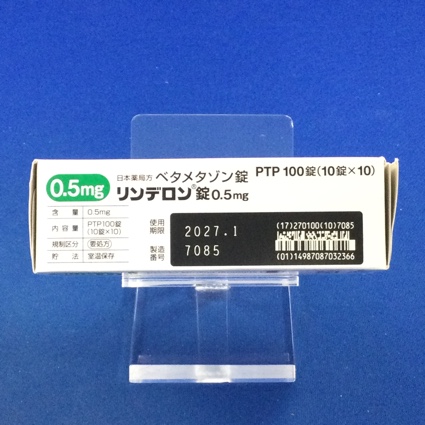 0.5mg
日本薬局方 ベタメタゾン錠 PTP 100錠(10錠×10)
リンデロン®錠0.5mg
含量 0.5mg
内容量 PTP100錠
(10錠×10)
規制区分 要処方
貯法 室温保存
使用
期限 2027.1
製造
番号 7085
(17)270100(10)7085
(01)14987087032366